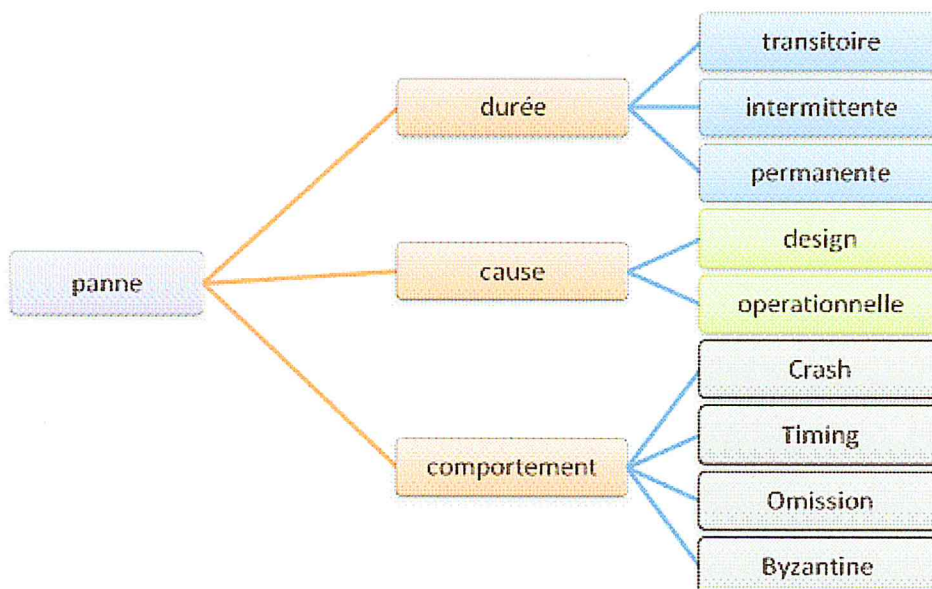 panne
durée
transitoire
intermittente
permanente
cause
design
operationnelle
comportement
Crash
Timing
Omission
Byzantine